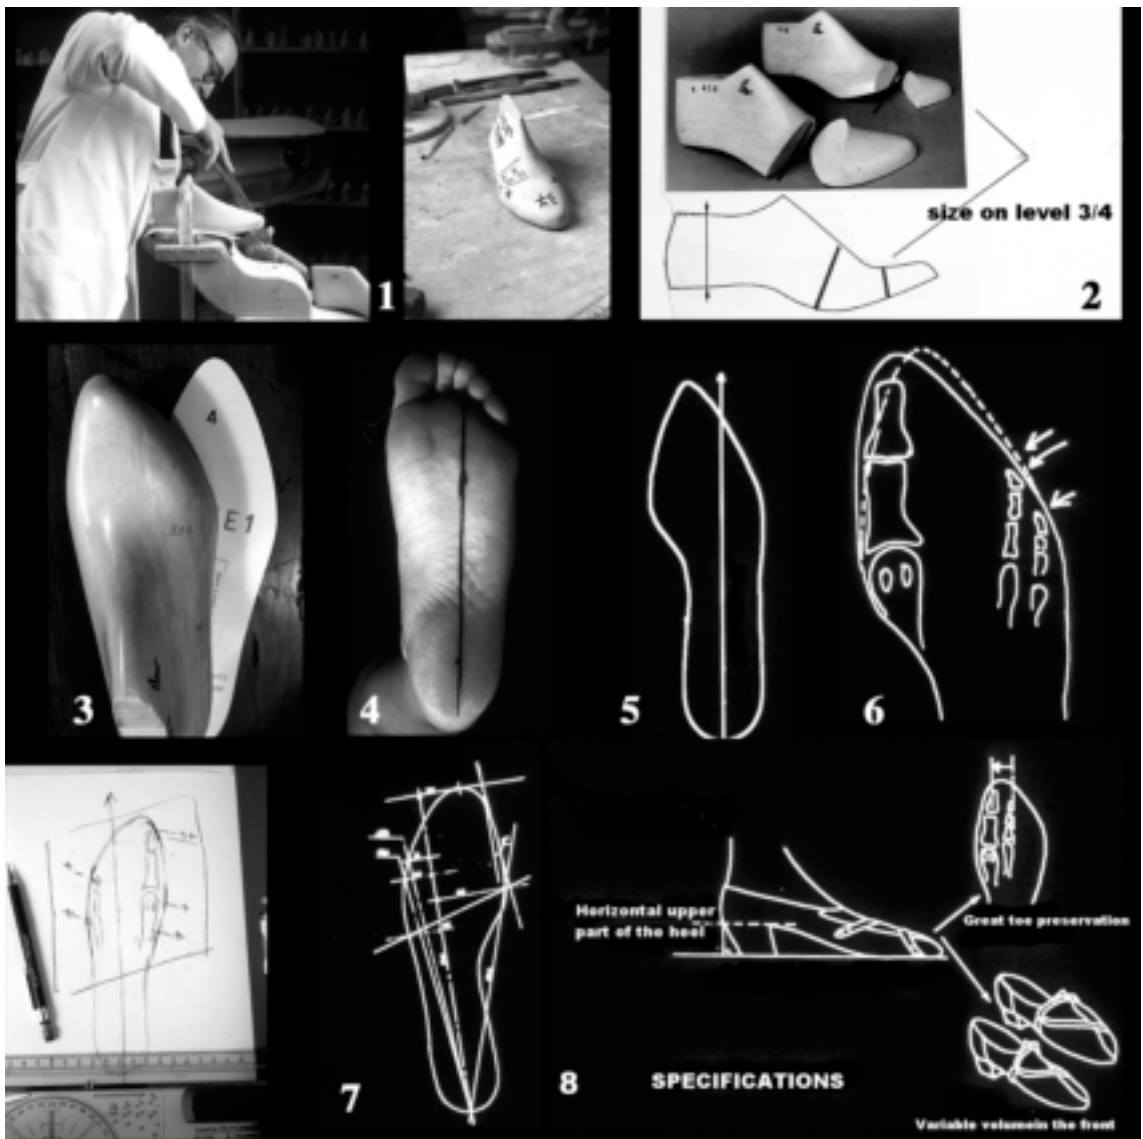 1
size on level 3/4
2
4
E 1
3
4
5
6
7
Horizontal upper
part of the heel
Great toe preservation
8
SPECIFICATIONS
Variable volumein the front